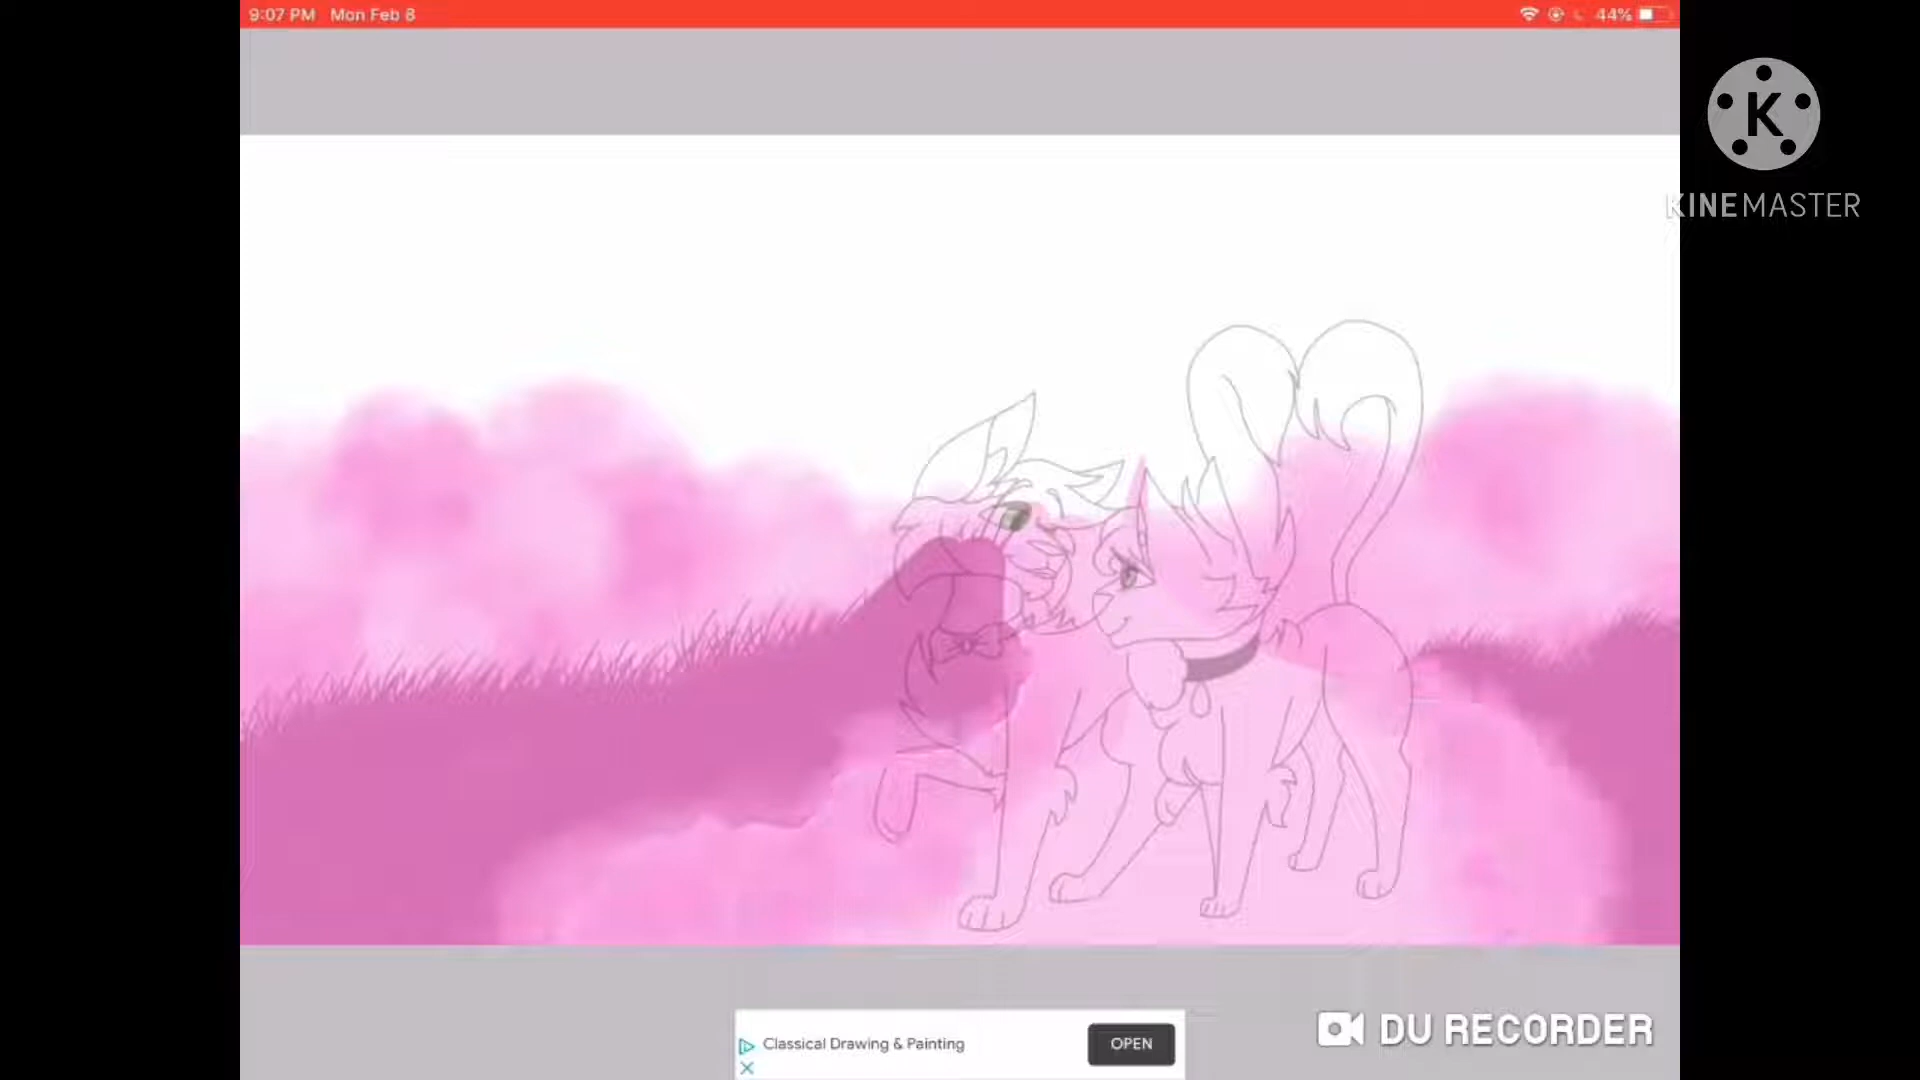 9:07 PM Mon Feb 8
44%
K
KINEMASTER
Classical Drawing & Painting
OPEN
DU RECORDER